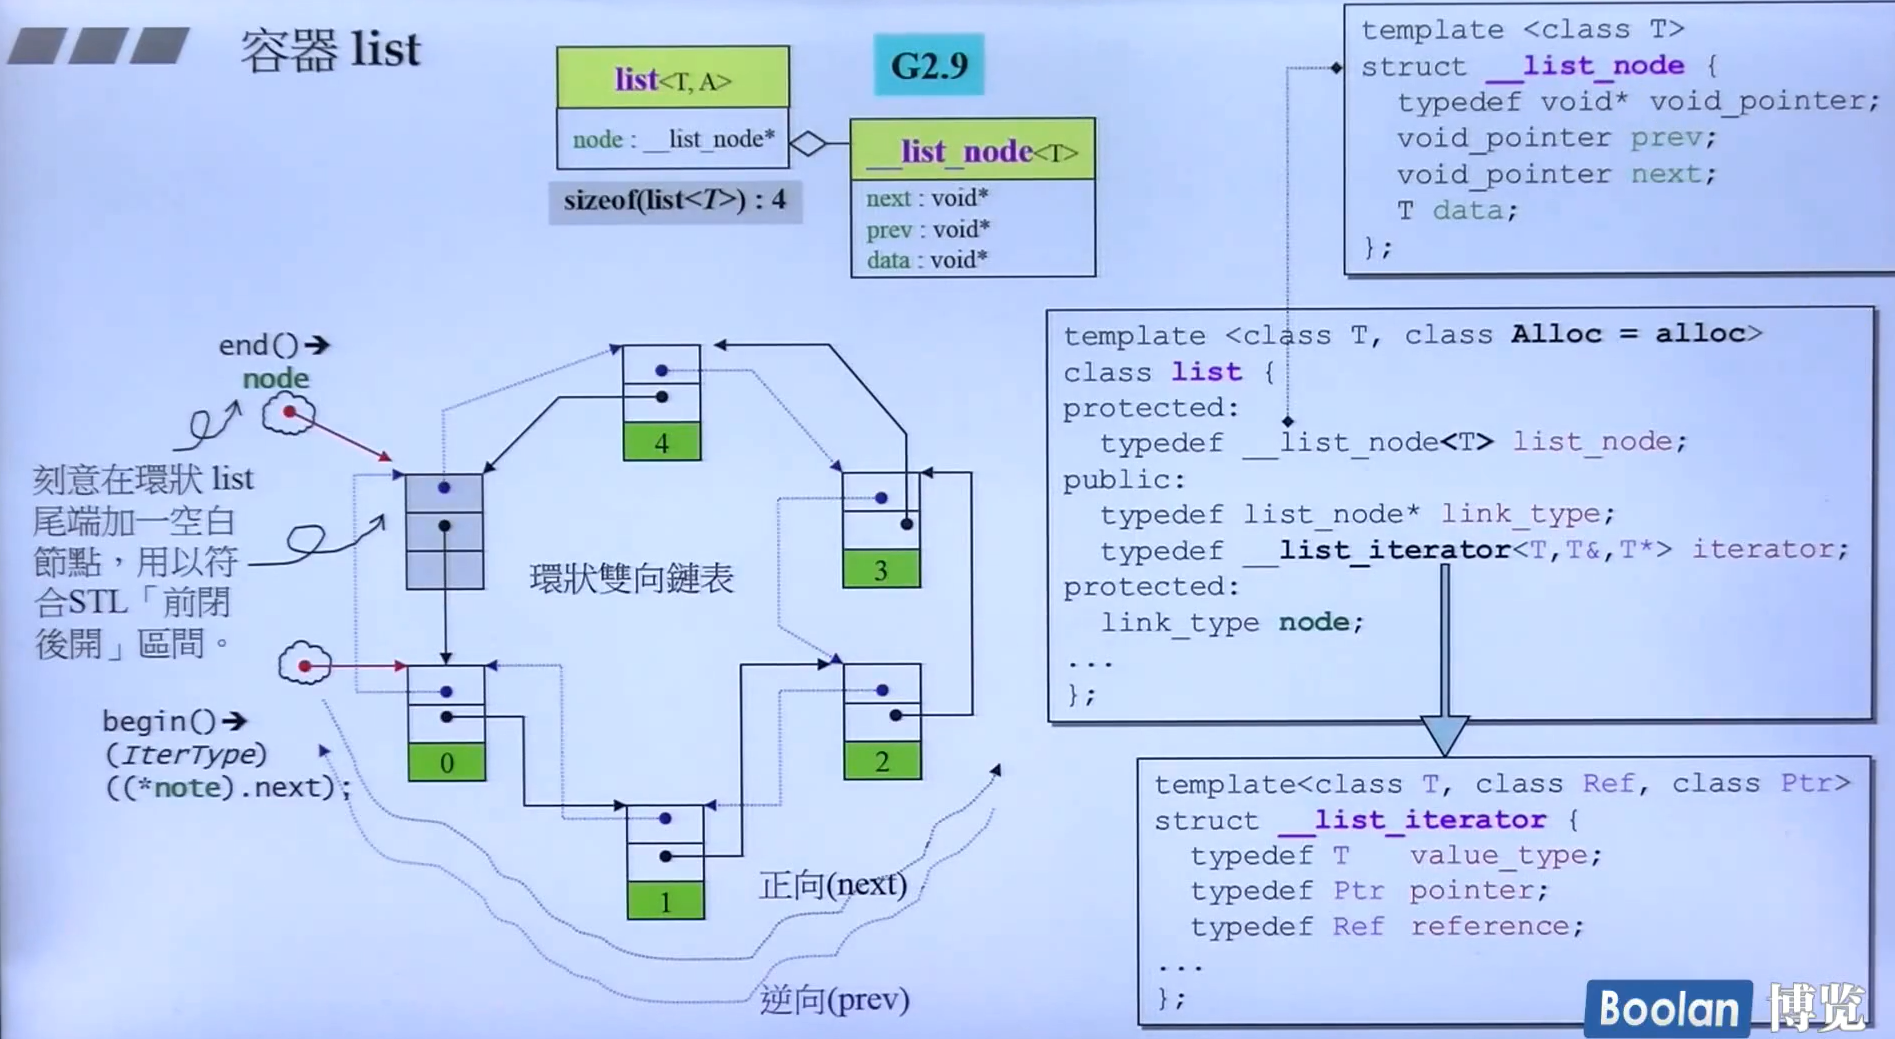 容器 list
G2.9
list<T, A>
node : __list_node*
sizeof(list<T>) : 4
__list_node<T>
next : void*
prev : void*
data : void*
template <class T>
struct __list_node {
typedef void* void_pointer;
void_pointer prev;
void_pointer next;
T data;
};
end()➔
node
刻意在環狀 list
尾端加一空白
節點，用以符
合STL「前閉
後開」區間。
begin()➔
(IterType)
((*note).next);
環狀雙向鏈表
4
3
2
1
0
正向(next)
逆向(prev)
template <class T, class Alloc = alloc>
class list {
protected:
typedef __list_node<T> list_node;
public:
typedef list_node* link_type;
typedef __list_iterator<T,T&,T*> iterator;
protected:
link_type node;
...
};
template<class T, class Ref, class Ptr>
struct __list_iterator {
typedef T value_type;
typedef Ptr pointer;
typedef Ref reference;
...
};
Boolan 博览